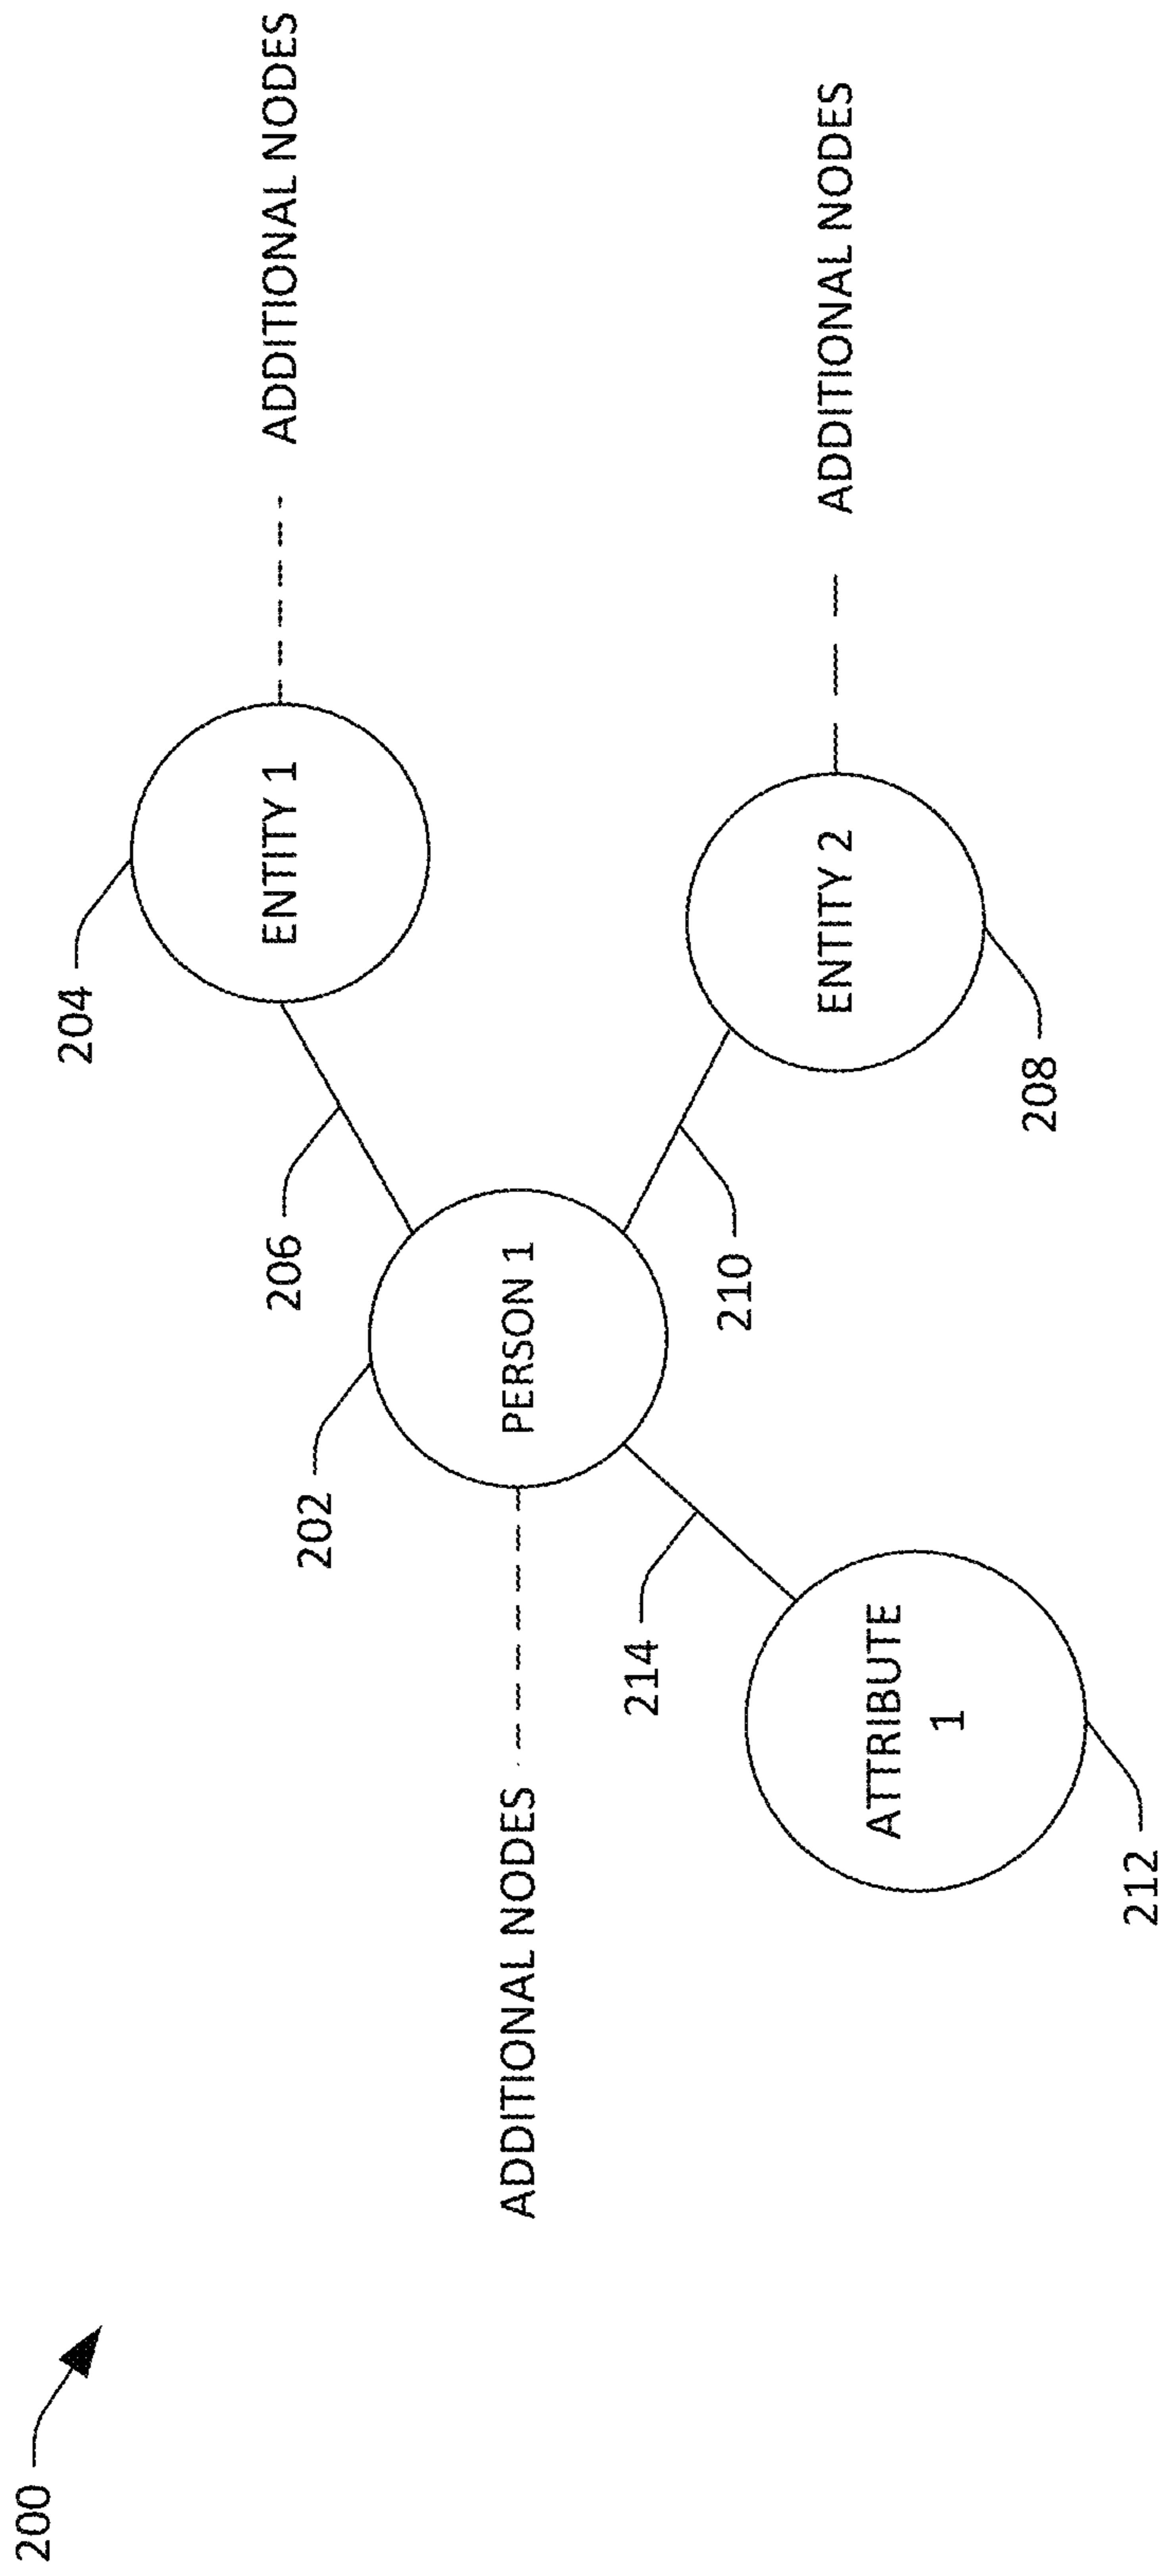 200
ADDITIONAL NODES
202
PERSON 1
206
204
ENTITY 1
ADDITIONAL NODES
214
ATTRIBUTE
1
212
210
ENTITY 2
208
ADDITIONAL NODES